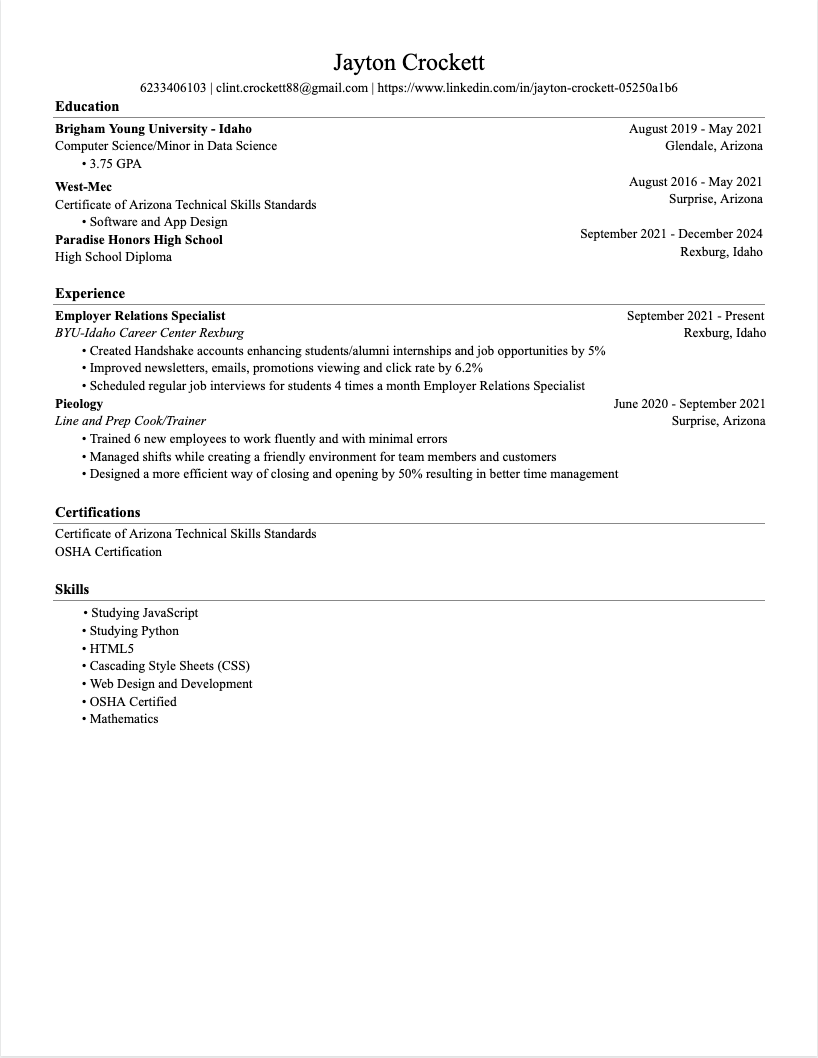 Jayton Crockett
6233406103 | clint.crockett88@gmail.com | https://www.linkedin.com/in/jayton-crockett-05250a1b6
Education
Brigham Young University - Idaho August 2019 - May 2021
Computer Science/Minor in Data Science Glendale, Arizona
• 3.75 GPA
West-Mec August 2016 - May 2021
Certificate of Arizona Technical Skills Standards Surprise, Arizona
• Software and App Design
Paradise Honors High School September 2021 - December 2024
High School Diploma Rexburg, Idaho
Experience
Employer Relations Specialist September 2021 - Present
BYU-Idaho Career Center Rexburg Rexburg, Idaho
• Created Handshake accounts enhancing students/alumni internships and job opportunities by 5%
• Improved newsletters, emails, promotions viewing and click rate by 6.2%
• Scheduled regular job interviews for students 4 times a month Employer Relations Specialist
Pieology June 2020 - September 2021
Line and Prep Cook/Trainer Surprise, Arizona
• Trained 6 new employees to work fluently and with minimal errors
• Managed shifts while creating a friendly environment for team members and customers
• Designed a more efficient way of closing and opening by 50% resulting in better time management
Certifications
Certificate of Arizona Technical Skills Standards
OSHA Certification
Skills
• Studying JavaScript
• Studying Python
• HTML5
• Cascading Style Sheets (CSS)
• Web Design and Development
• OSHA Certified
• Mathematics